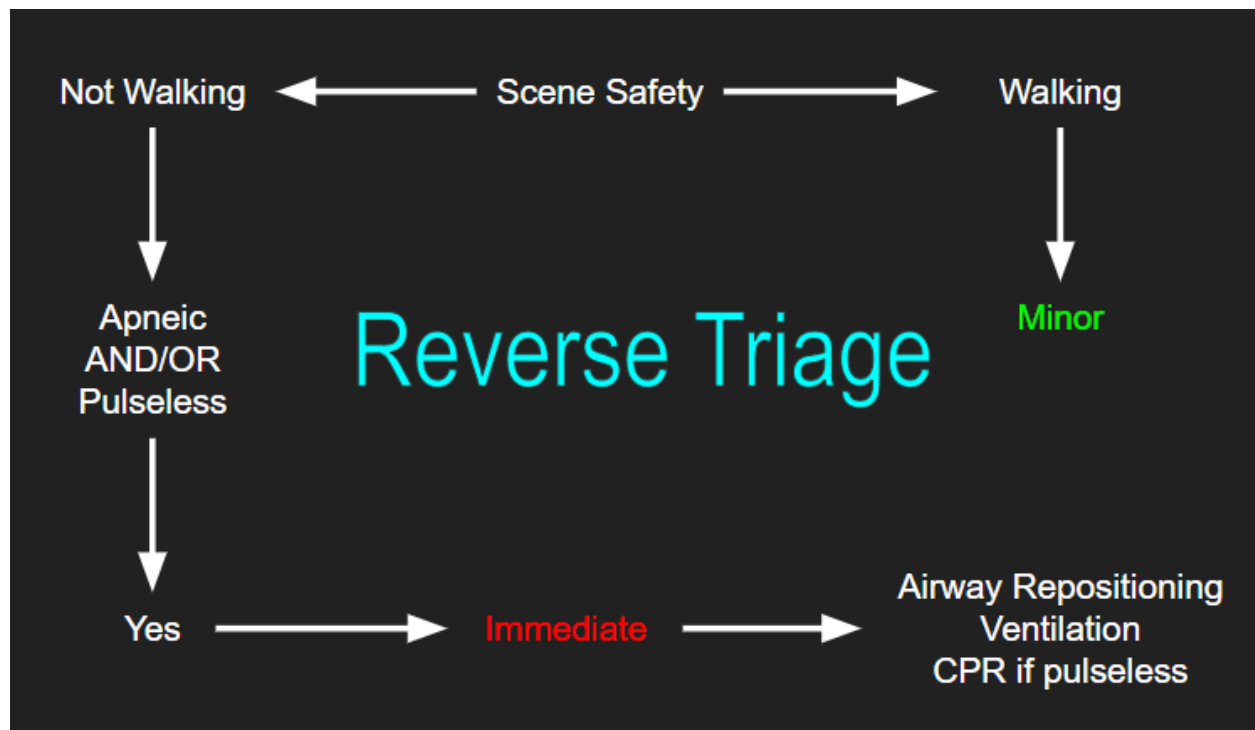 Not Walking
Scene Safety
Walking
Apneic
AND/OR
Pulseless
Reverse Triage
Minor
Yes
Immediate
Airway Repositioning
Ventilation
CPR if pulseless